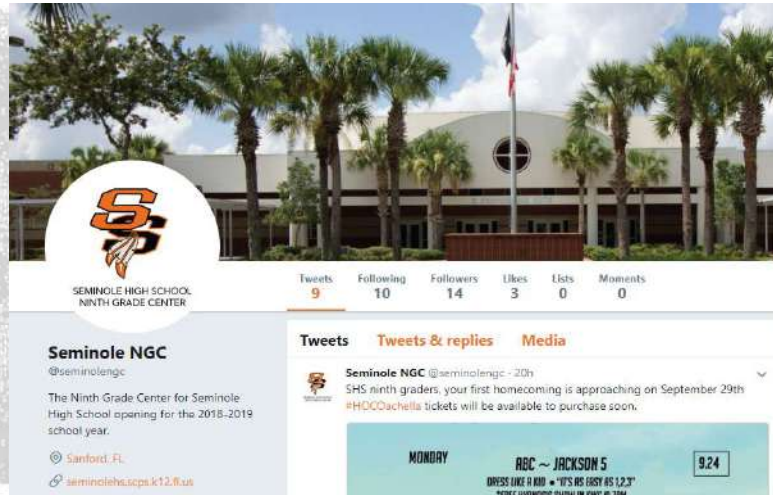 SEMINOLE HIGH SCHOOL
NINTH GRADE CENTER
Tweets Following Followers Likes Lists Moments
9 10 14 3 0 0
Seminole NGC
@seminolengc
The Ninth Grade Center for Seminole
High School opening for the 2018-2019
school year.
Sanford, FL
seminolehs.scps.k12.fl.us
Tweets Tweets & replies Media
Seminole NGC @seminolengc - 20h
SHS ninth graders, your first homecoming is approaching on September 29th
#HOCOachella tickets will be available to purchase soon.
MONDAY
ABC ~ JACKSON 5
9.24
DRESS LIKE A KID • "IT'S AS EASY AS 1,2,3"